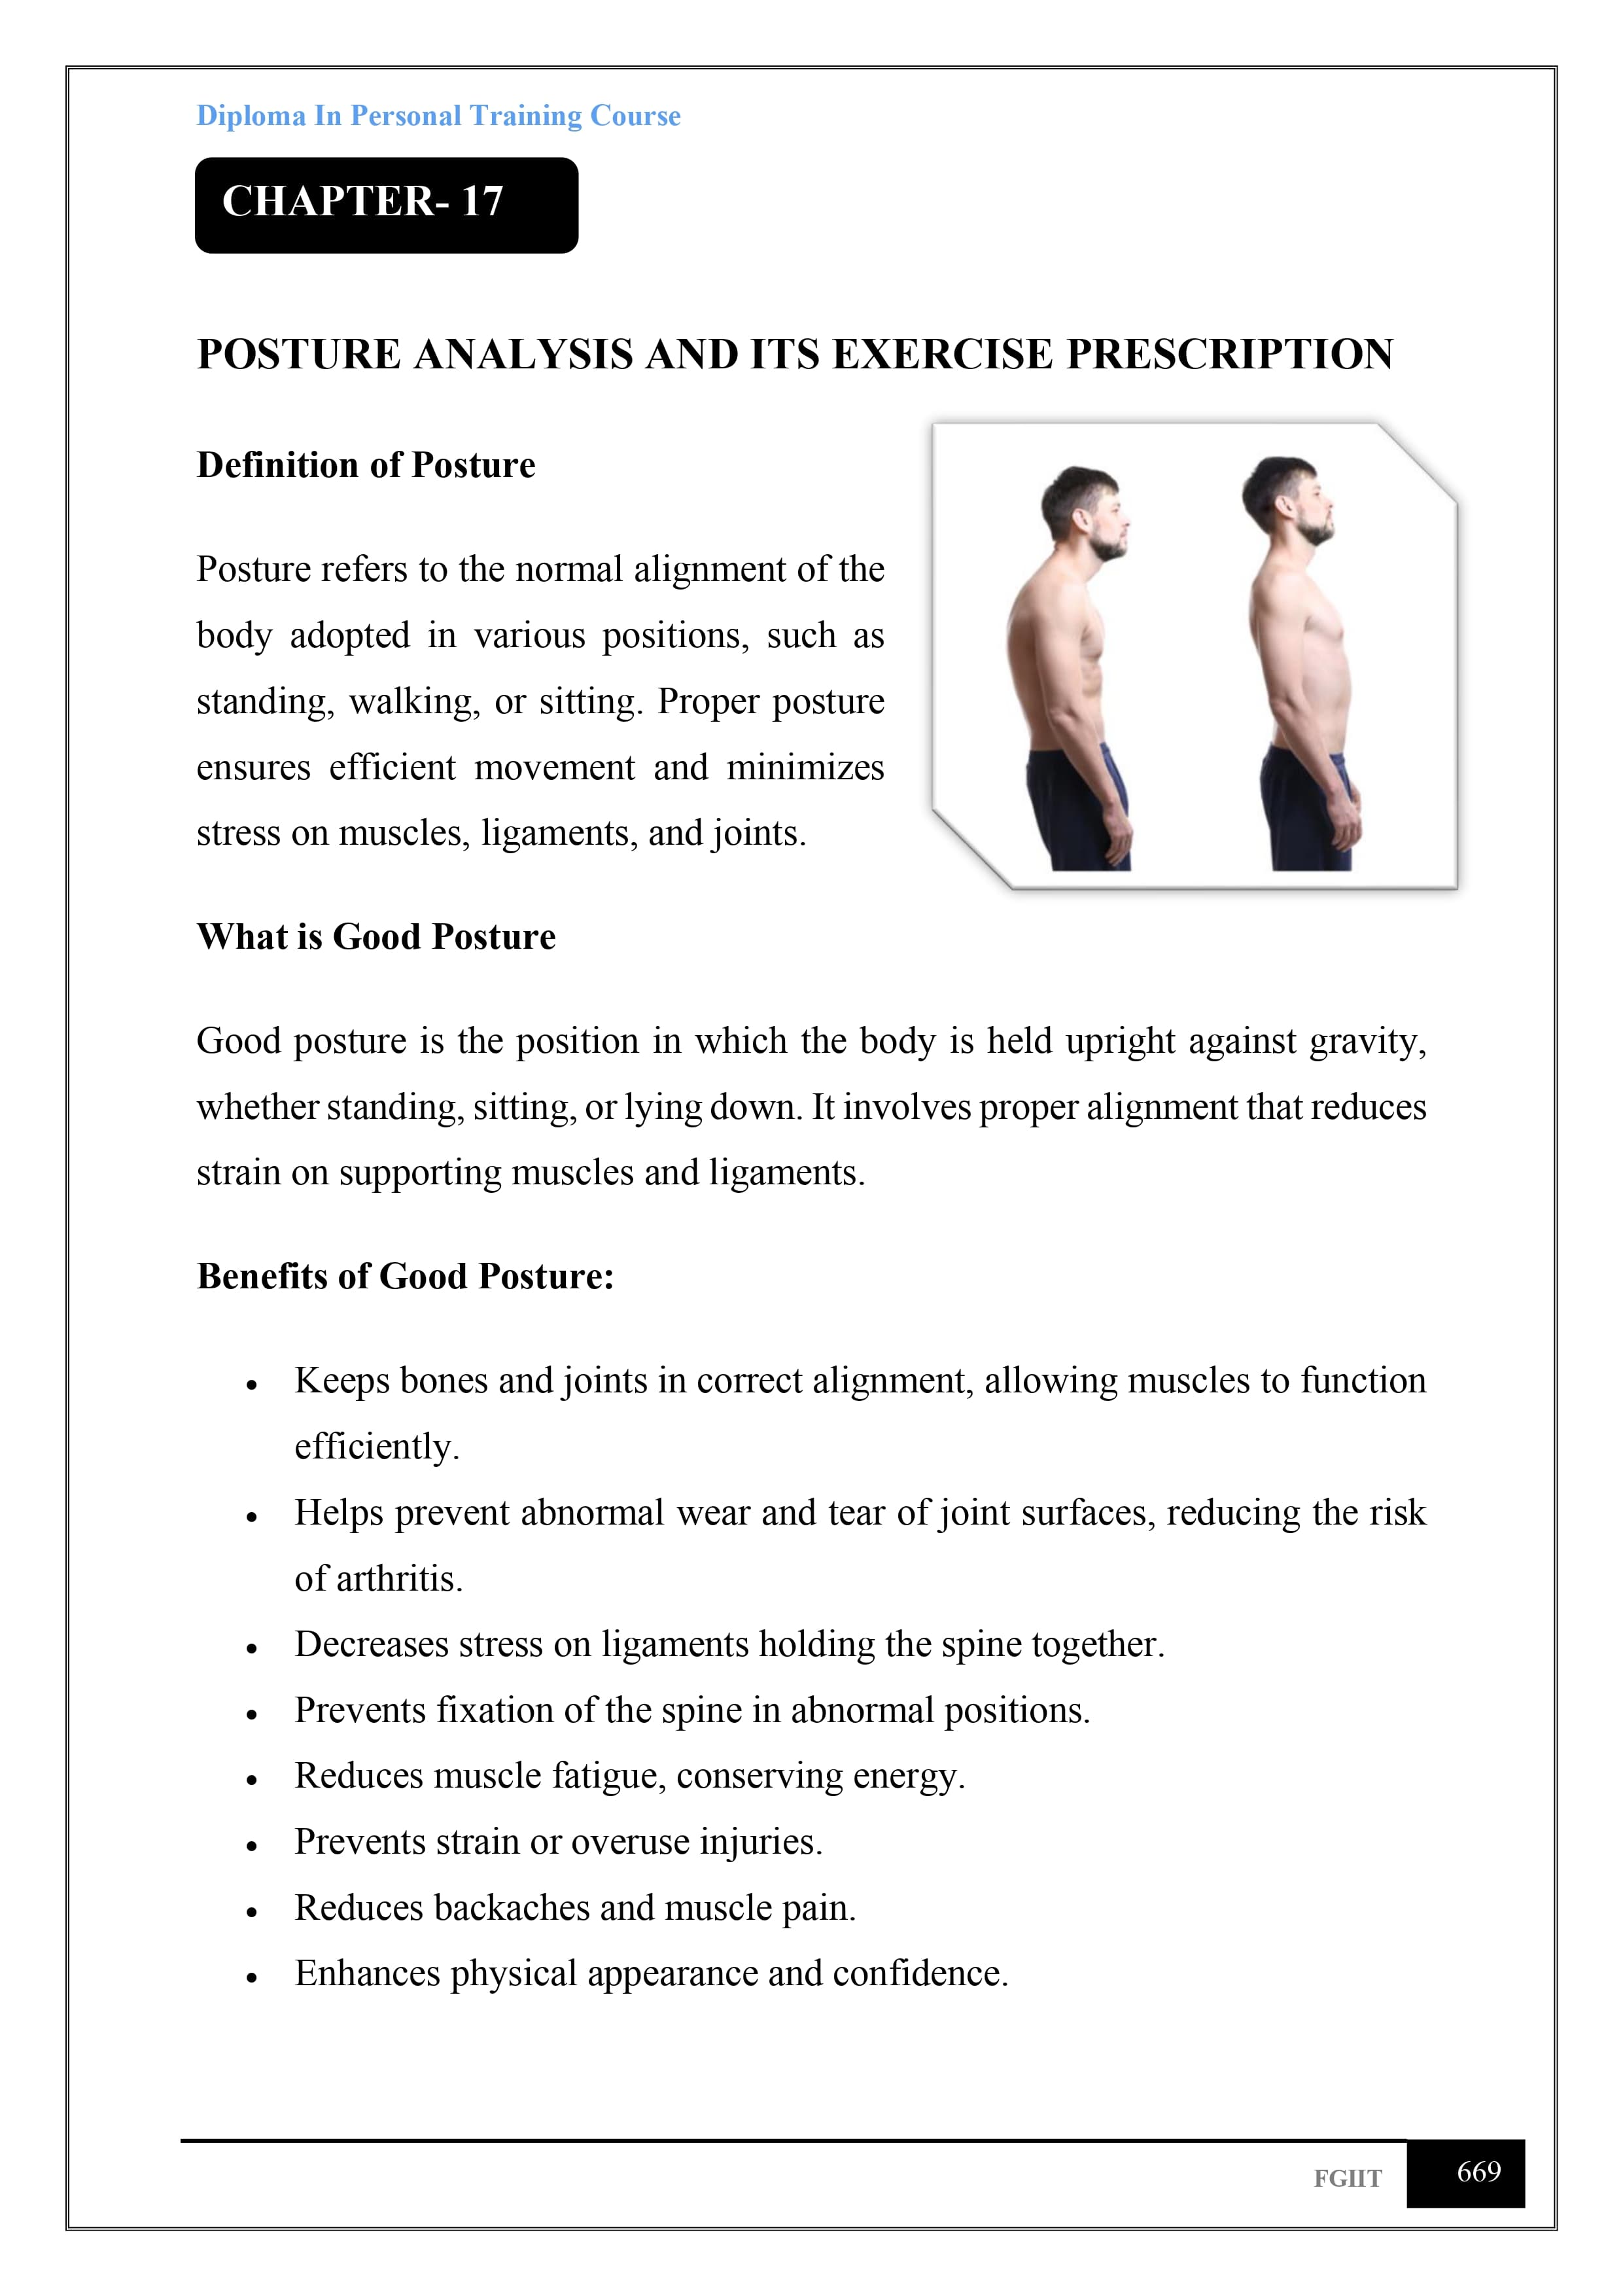 Diploma In Personal Training Course
CHAPTER- 17
POSTURE ANALYSIS AND ITS EXERCISE PRESCRIPTION
Definition of Posture
Posture refers to the normal alignment of the
body adopted in various positions, such as
standing, walking, or sitting. Proper posture
ensures efficient movement and minimizes
stress on muscles, ligaments, and joints.
What is Good Posture
Good posture is the position in which the body is held upright against gravity,
whether standing, sitting, or lying down. It involves proper alignment that reduces
strain on supporting muscles and ligaments.
Benefits of Good Posture:
• Keeps bones and joints in correct alignment, allowing muscles to function
efficiently.
• Helps prevent abnormal wear and tear of joint surfaces, reducing the risk
of arthritis.
• Decreases stress on ligaments holding the spine together.
• Prevents fixation of the spine in abnormal positions.
• Reduces muscle fatigue, conserving energy.
• Prevents strain or overuse injuries.
• Reduces backaches and muscle pain.
• Enhances physical appearance and confidence.
FGIIT
669